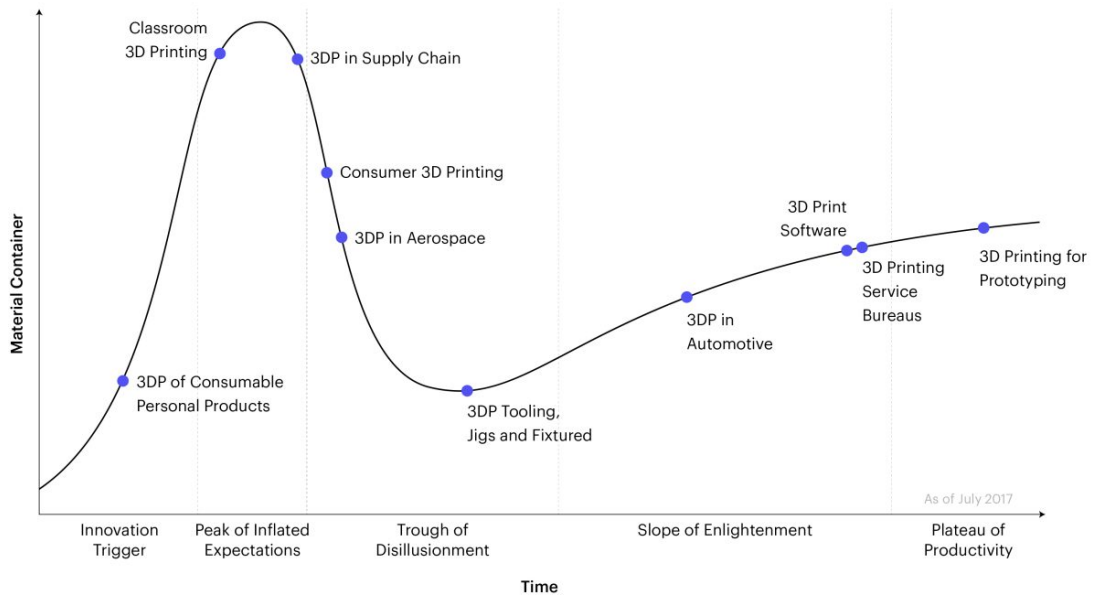 Classroom
3D Printing
3DP in Supply Chain
Consumer 3D Printing
3DP in Aerospace
3D Print
Software
3D Printing for
Prototyping
3D Printing
Service
Bureaus
3DP in
Automotive
3DP of Consumable
Personal Products
3DP Tooling,
Jigs and Fixtured
Material Container
As of July 2017
Innovation
Trigger
Peak of Inflated
Expectations
Trough of
Disillusionment
Slope of Enlightenment
Plateau of
Productivity
Time